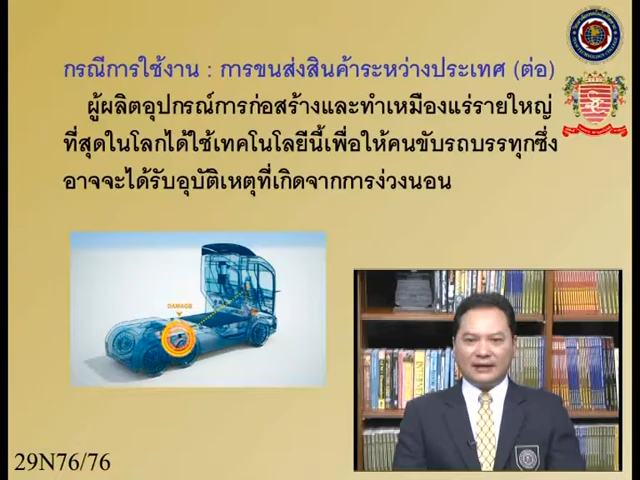 กรณีการใช้งาน : การขนส่งสินค้าระหว่างประเทศ (ต่อ)
ผู้ผลิตอุปกรณ์การก่อสร้างและทำเหมืองแร่รายใหญ่
ที่สุดในโลกได้ใช้เทคโนโลยีนี้เพื่อให้คนขับรถบรรทุกซึ่ง
อาจจะได้รับอุบัติเหตุที่เกิดจากการง่วงนอน
DAMAGE
29N76/76